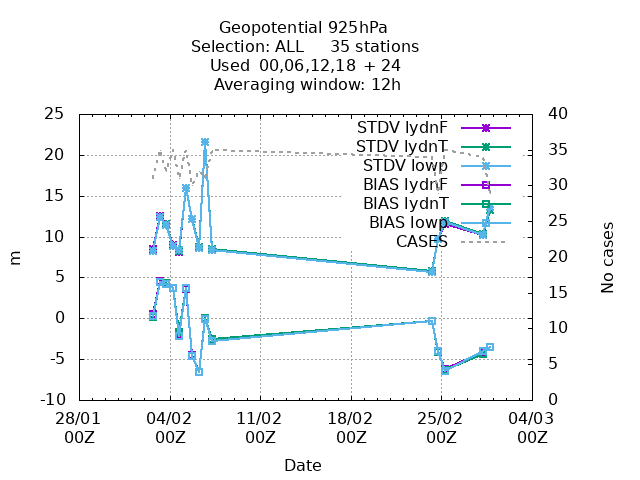 Geopotential 925hPa
Selection: ALL 35 stations
Used 00,06,12,18 + 24
Averaging window: 12h
25
20
15
10
5
0
-5
-10
m
40
35
30
25
20
15
10
5
0
No cases
STDV lydnF
STDV lydnT
STDV lowp
BIAS lydnF
BIAS lydnT
BIAS lowp
CASES
28/01 04/02 11/02 18/02 25/02 04/03
00Z 00Z 00Z 00Z 00Z 00Z
Date